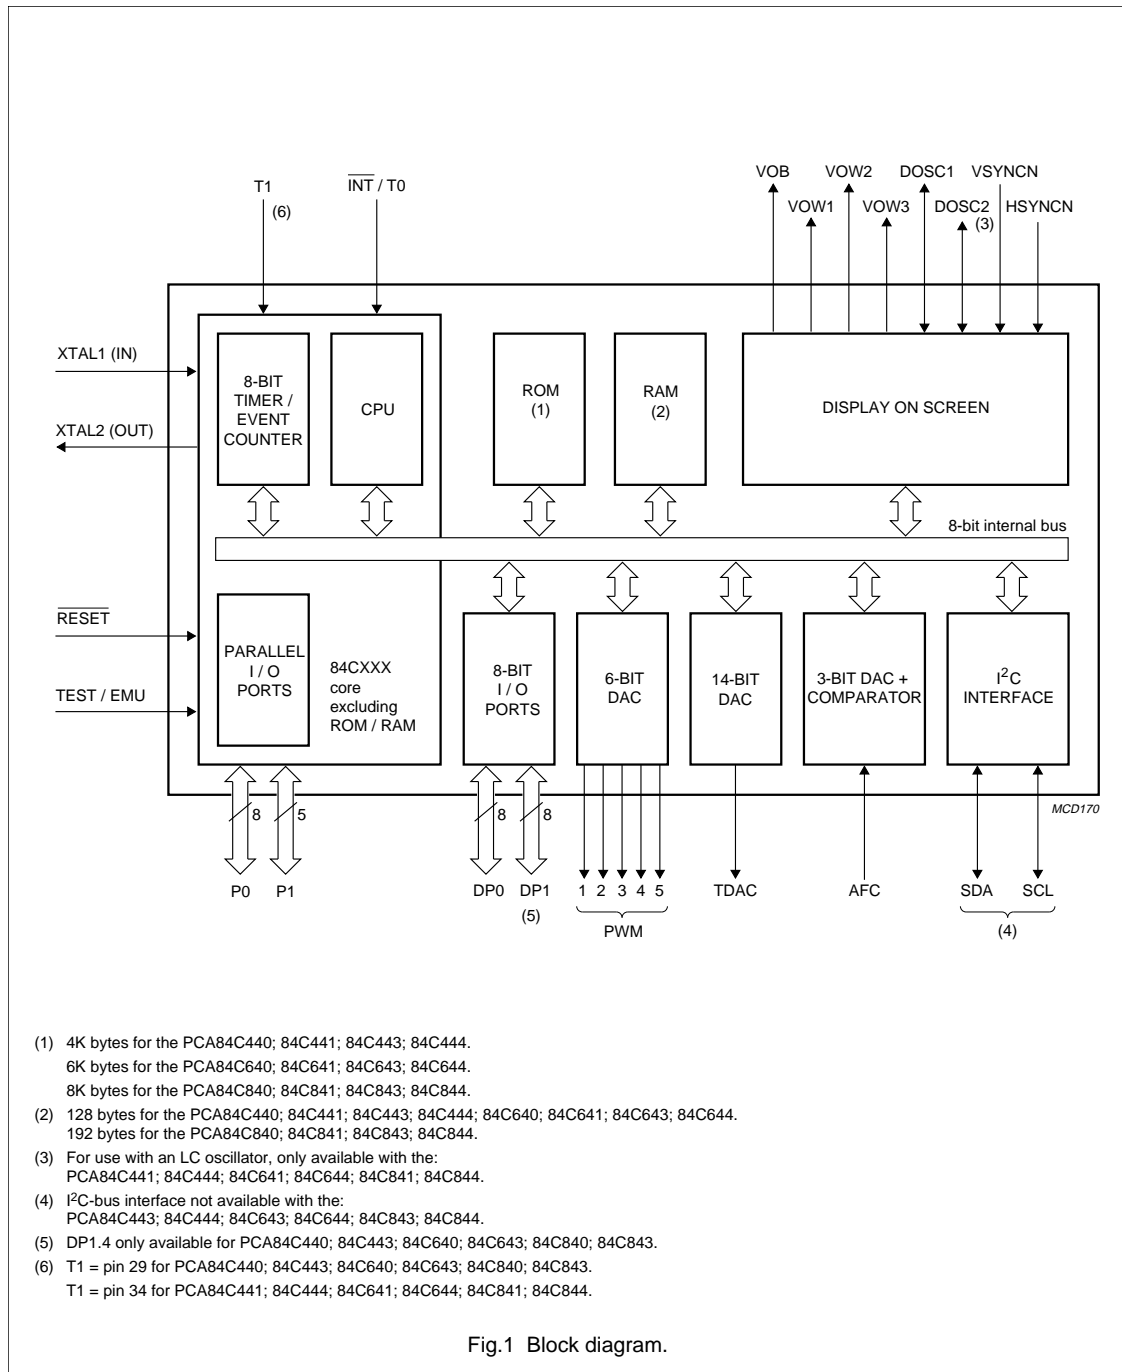 VOB VOW2 DOSC1 VSYNCN
T1 INT / T0
(6)
VOW1 VOW3 DOSC2 HSYNCN
(3)
XTAL1 (IN)
XTAL2 (OUT)
8-BIT
TIMER /
EVENT
COUNTER
CPU
ROM
(1)
RAM
(2)
DISPLAY ON SCREEN
8-bit internal bus
RESET
TEST / EMU
PARALLEL
I / O
PORTS
84CXXX
core
excluding
ROM / RAM
8-BIT
I / O
PORTS
6-BIT
DAC
14-BIT
DAC
3-BIT DAC +
COMPARATOR
I²C
INTERFACE
8 5 8 8
MCD170
P0 P1 DP0 DP1 1 2 3 4 5 TDAC AFC SDA SCL
(5) PWM (4)
(1) 4K bytes for the PCA84C440; 84C441; 84C443; 84C444.
6K bytes for the PCA84C640; 84C641; 84C643; 84C644.
8K bytes for the PCA84C840; 84C841; 84C843; 84C844.
(2) 128 bytes for the PCA84C440; 84C441; 84C443; 84C444; 84C640; 84C641; 84C643; 84C644.
192 bytes for the PCA84C840; 84C841; 84C843; 84C844.
(3) For use with an LC oscillator, only available with the:
PCA84C441; 84C444; 84C641; 84C644; 84C841; 84C844.
(4) I²C-bus interface not available with the:
PCA84C443; 84C444; 84C643; 84C644; 84C843; 84C844.
(5) DP1.4 only available for PCA84C440; 84C443; 84C640; 84C643; 84C840; 84C843.
(6) T1 = pin 29 for PCA84C440; 84C443; 84C640; 84C643; 84C840; 84C843.
T1 = pin 34 for PCA84C441; 84C444; 84C641; 84C644; 84C841; 84C844.
Fig.1 Block diagram.